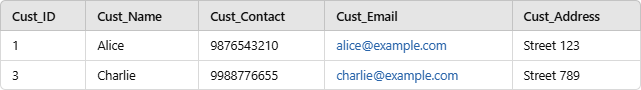 Cust_ID Cust_Name Cust_Contact Cust_Email Cust_Address
1 Alice 9876543210 alice@example.com Street 123
3 Charlie 9988776655 charlie@example.com Street 789